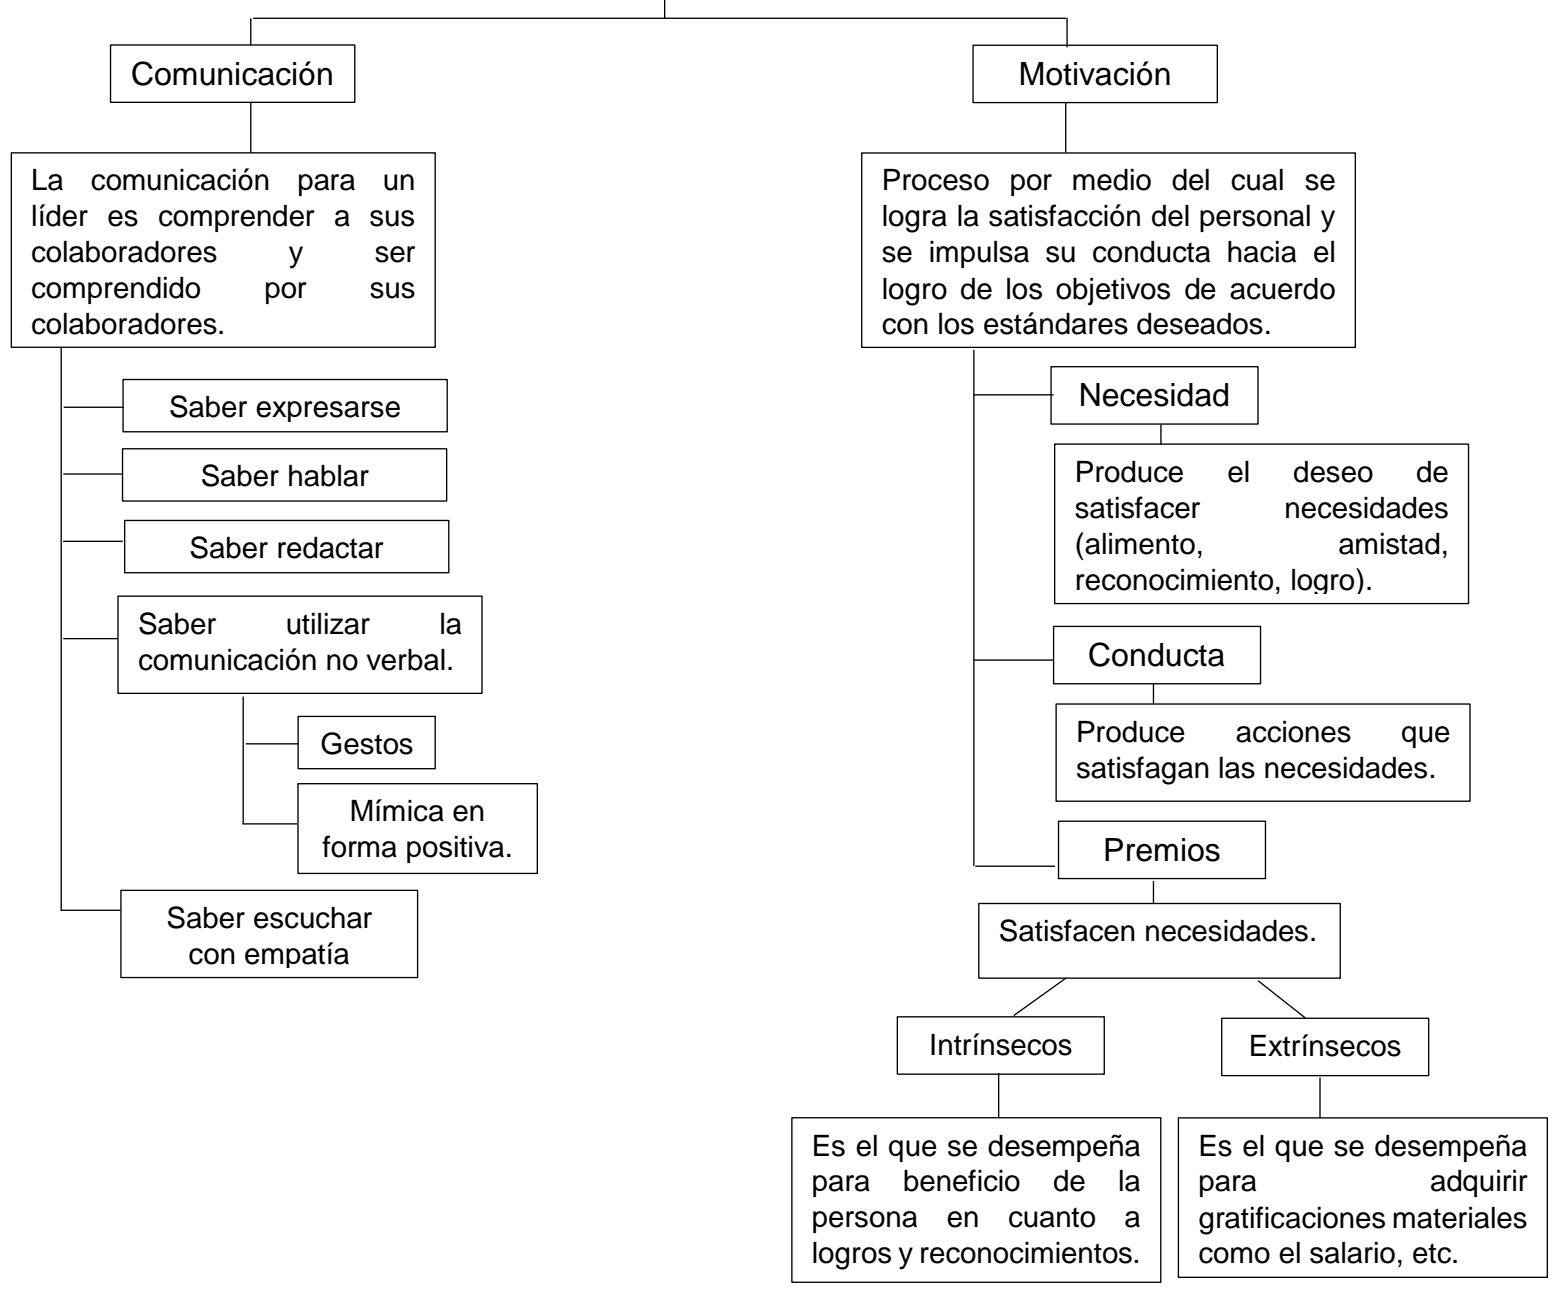 Comunicación
La comunicación para un
líder es comprender a sus
colaboradores y ser
comprendido por sus
colaboradores.
Saber expresarse
Saber hablar
Saber redactar
Saber utilizar la
comunicación no verbal.
Gestos
Mímica en
forma positiva.
Saber escuchar
con empatía
Motivación
Proceso por medio del cual se
logra la satisfacción del personal y
se impulsa su conducta hacia el
logro de los objetivos de acuerdo
con los estándares deseados.
Necesidad
Produce el deseo de
satisfacer necesidades
(alimento, amistad,
reconocimiento, logro).
Conducta
Produce acciones que
satisfagan las necesidades.
Premios
Satisfacen necesidades.
Intrínsecos
Es el que se desempeña
para beneficio de la
persona en cuanto a
logros y reconocimientos.
Extrínsecos
Es el que se desempeña
para adquirir
gratificaciones materiales
como el salario, etc.